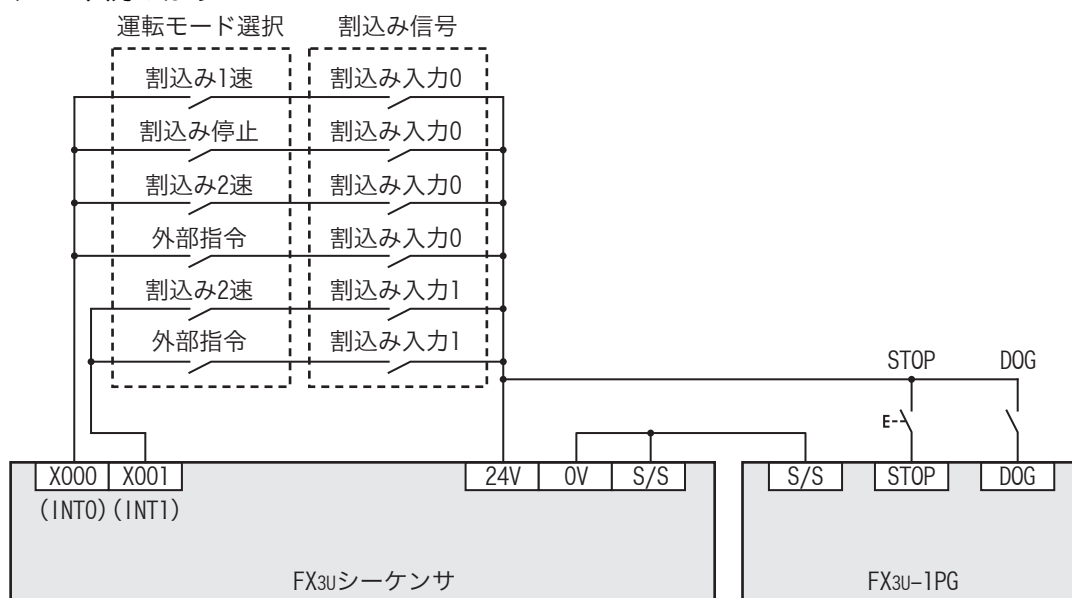 運転モード選択 割込み信号
割込み1速 割込み入力0
割込み停止 割込み入力0
割込み2速 割込み入力0
外部指令 割込み入力0
割込み2速 割込み入力1
外部指令 割込み入力1
STOP DOG
E
X000 X001 24V 0V S/S S/S STOP DOG
(INT0) (INT1)
FX3Uシーケンサ FX3U-1PG